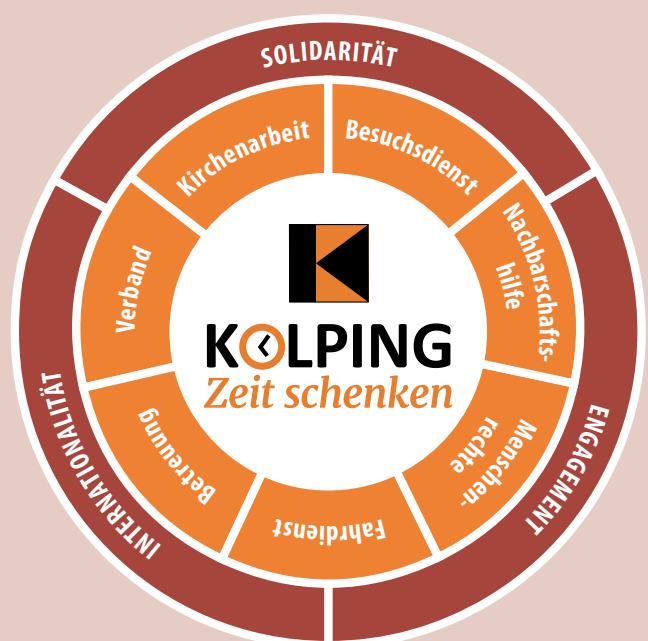 SOLIDARITÄT
Kirchenarbeit
Besuchsdienst
Nachbarschafts-
hilfe
Menschen-
rechte
Fahrdienst
Betreuung
Verband
KOLPING
Zeit schenken
ENGAGEMENT
INTERNATIONALITÄT